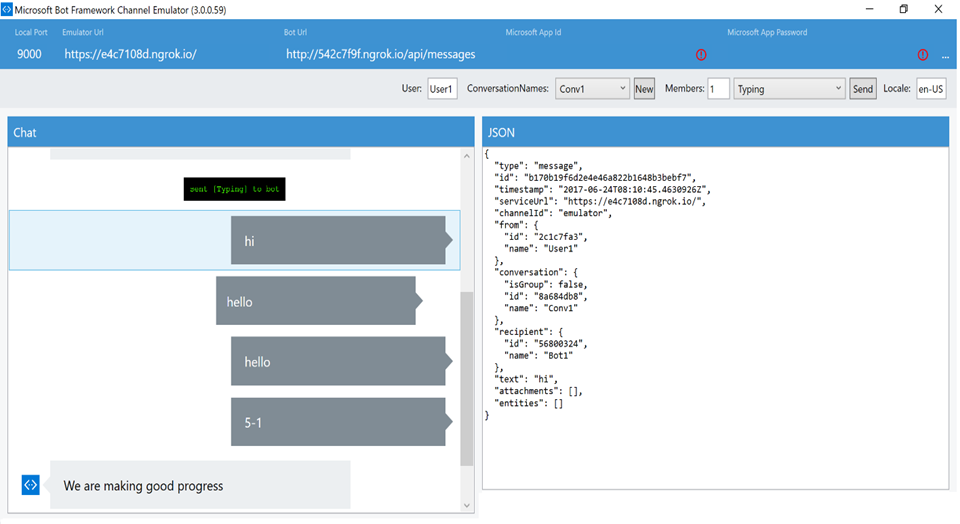 Microsoft Bot Framework Channel Emulator (3.0.0.59)
Local Port Emulator Url Bot Url Microsoft App Id Microsoft App Password
9000 https://e4c7108d.ngrok.io/ http://542c7f9f.ngrok.io/api/messages ...
User: User1 ConversationNames: Conv1 New Members: 1 Typing Send Locale: en-US
Chat
sent [Typing] to bot
hi
hello
hello
5-1
We are making good progress
JSON
{
"type": "message",
"id": "b170b19f6d2e4e46a822b1648b3bebf7",
"timestamp": "2017-06-24T08:10:45.4630926Z",
"serviceUrl": "https://e4c7108d.ngrok.io/",
"channelId": "emulator",
"from": {
"id": "2c1c7fa3",
"name": "User1"
},
"conversation": {
"isGroup": false,
"id": "8a684db8",
"name": "Conv1"
},
"recipient": {
"id": "56800324",
"name": "Bot1"
},
"text": "hi",
"attachments": [],
"entities": []
}